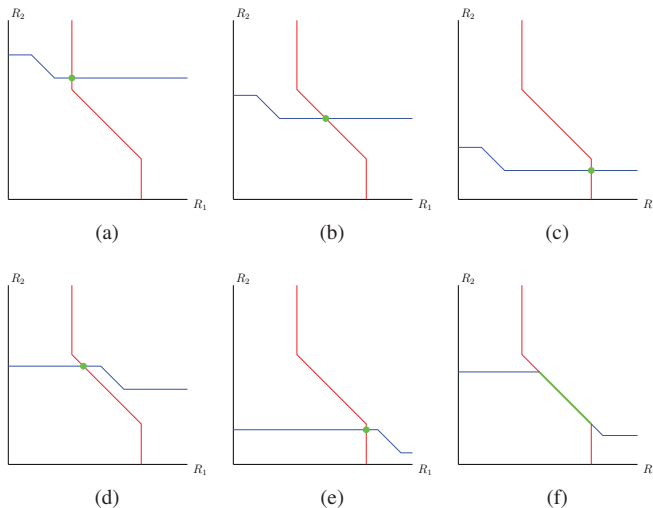 R₂ R₂ R₂
R₁ R₁ R
(a) (b) (c)
R₂ R₂ R₂
R₁ R₁ R
(d) (e) (f)